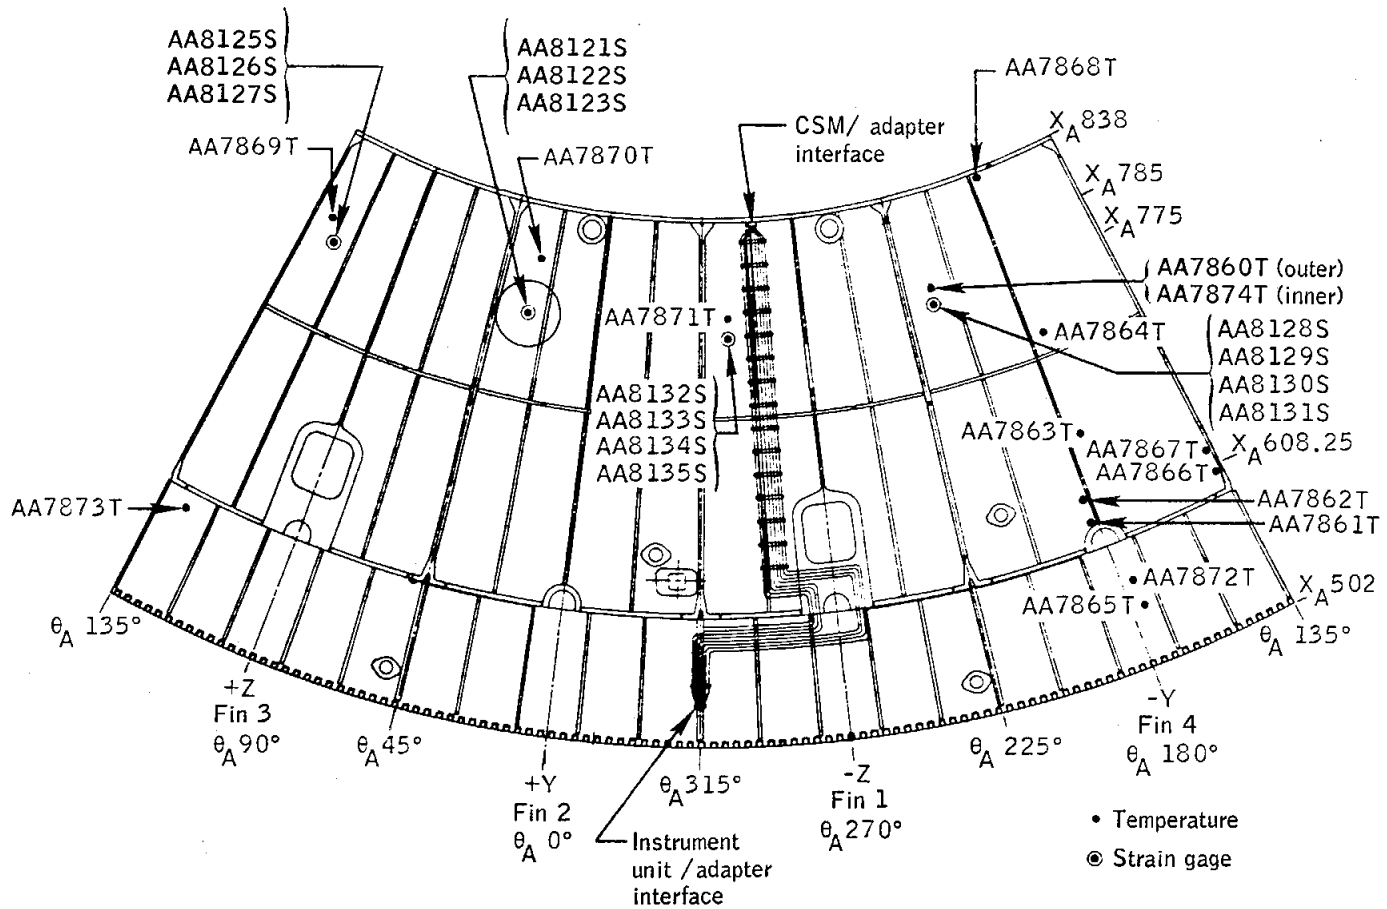 AA8125S
AA8126S
AA8127S
AA8121S
AA8122S
AA8123S
AA7868T
CSM/ adapter
interface
X_A 838
AA7869T
AA7870T
X_A 785
X_A 775
AA7860T (outer)
AA7874T (inner)
AA7871T
AA7864T
AA8128S
AA8129S
AA8130S
AA8131S
AA8132S
AA8133S
AA8134S
AA8135S
AA7863T
AA7867T
X_A 608.25
AA7866T
AA7873T
AA7862T
AA7861T
AA7872T
AA7865T
X_A 502
θ_A 135°
θ_A 135°
+Z
Fin 3
θ_A 90°
θ_A 45°
+Y
Fin 2
θ_A 0°
θ_A 315°
-Z
Fin 1
θ_A 270°
θ_A 225°
-Y
Fin 4
θ_A 180°
Instrument
unit / adapter
interface
Temperature
Strain gage